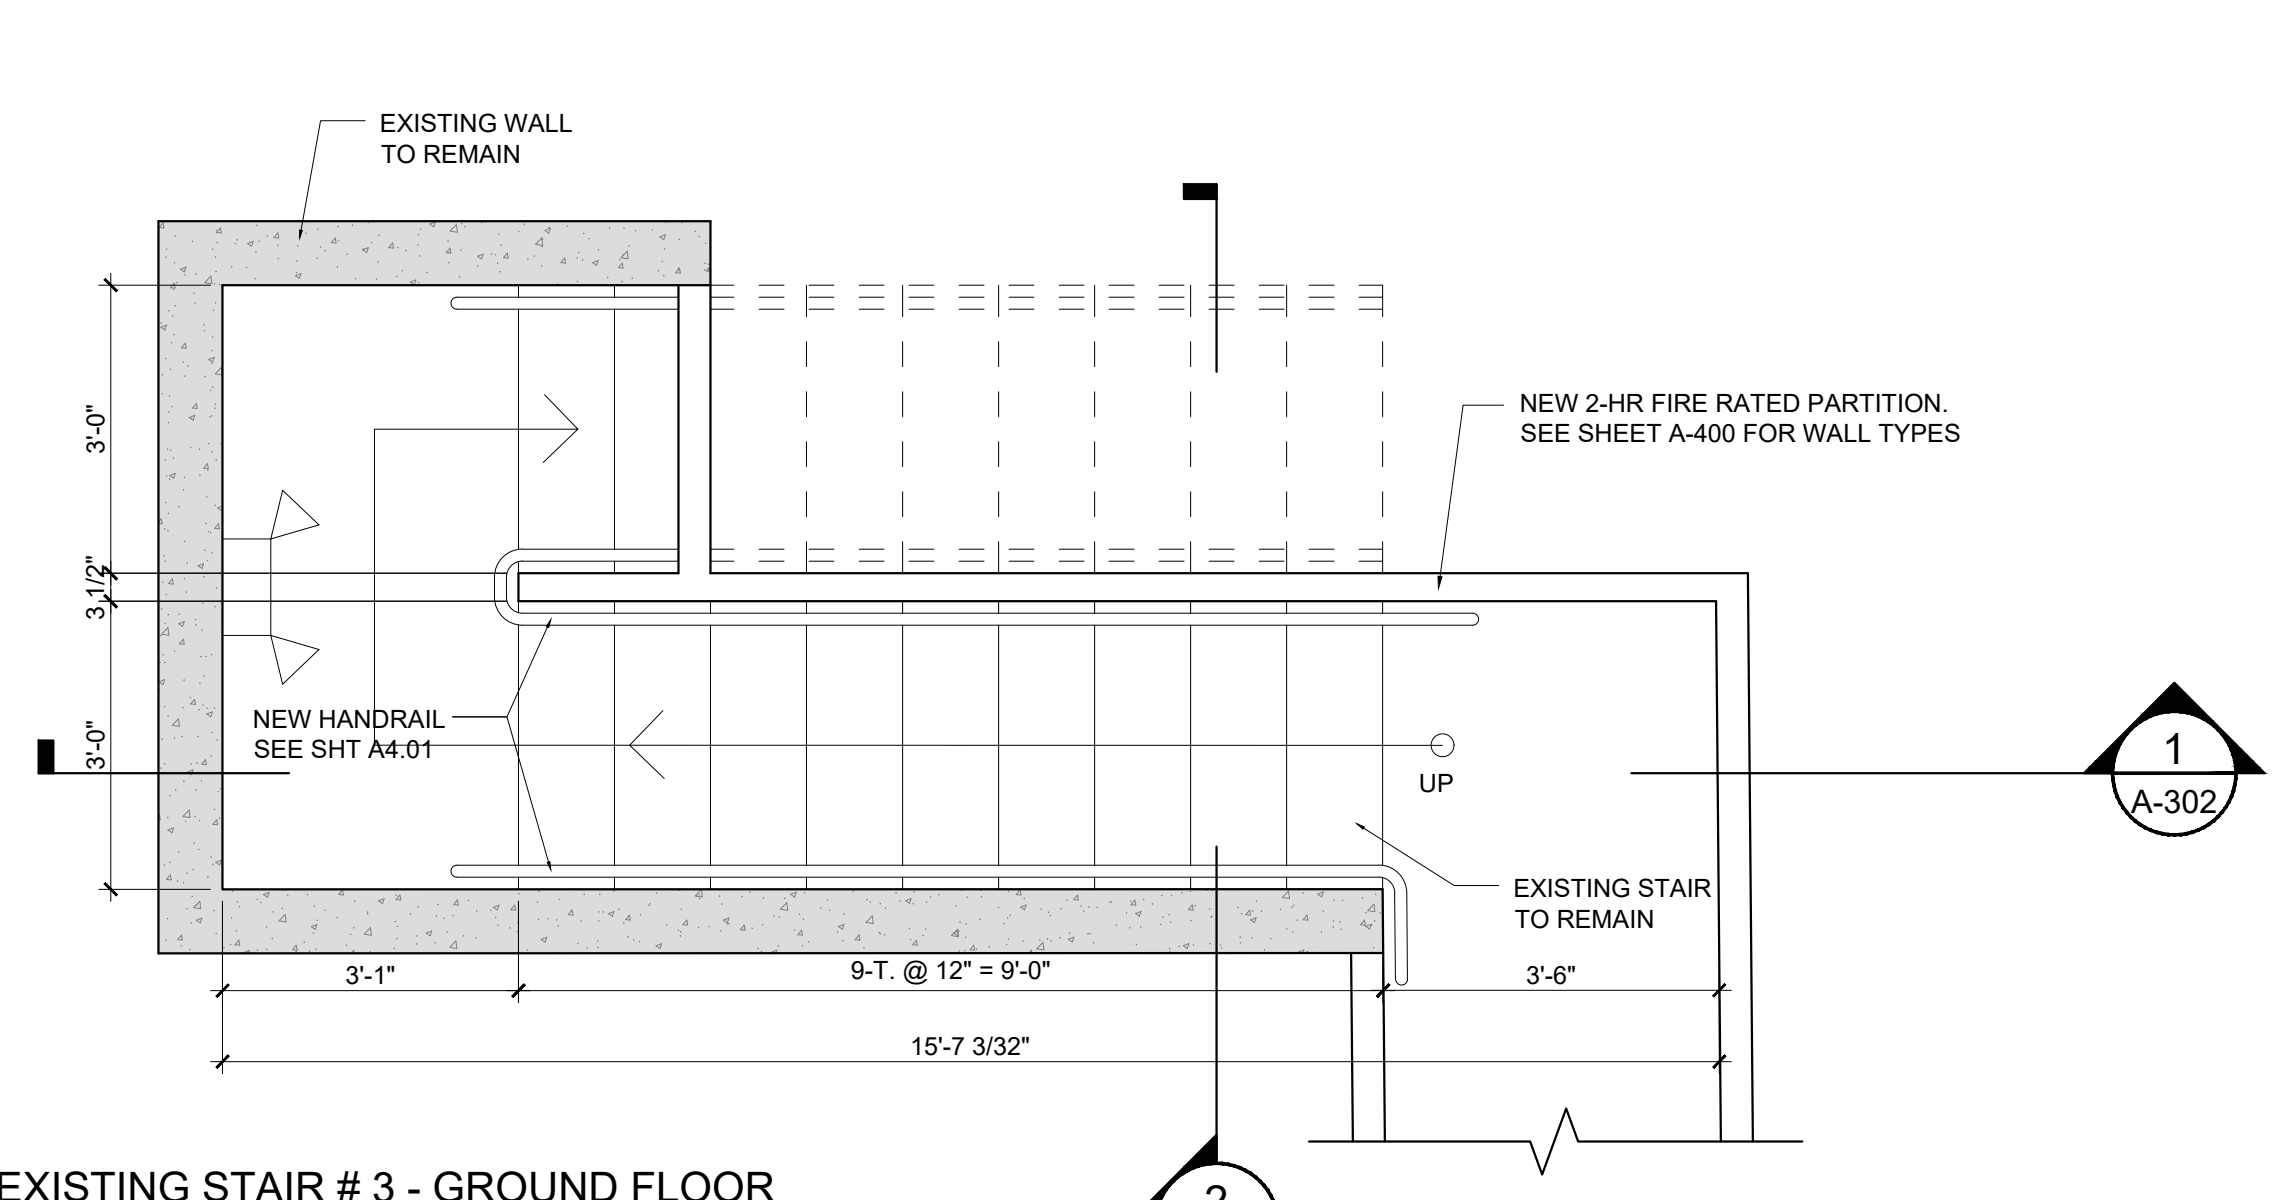 EXISTING WALL
TO REMAIN
NEW 2-HR FIRE RATED PARTITION.
SEE SHEET A-400 FOR WALL TYPES
3'-0"
3 1/2"
3'-0"
NEW HANDRAIL
SEE SHT A4.01
UP
1
A-302
EXISTING STAIR
TO REMAIN
3'-1"
9-T. @ 12" = 9'-0"
3'-6"
15'-7 3/32"
EXISTING STAIR # 3 - GROUND FLOOR
2